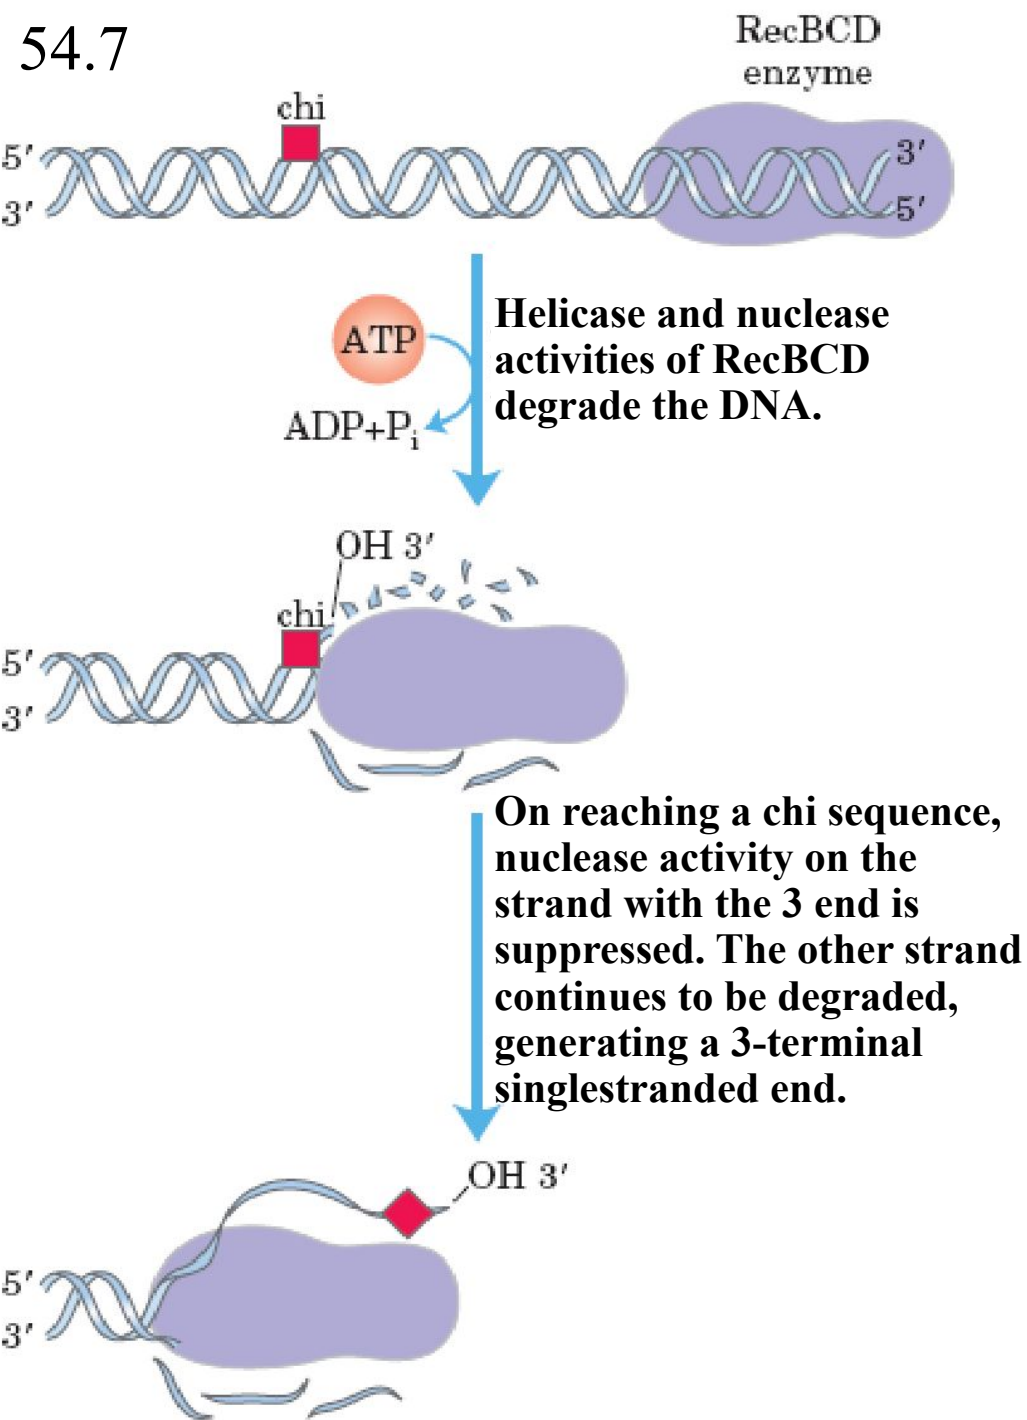 54.7
RecBCD
enzyme
chi
5′
3′
3′
5′
ATP
ADP+Pi
Helicase and nuclease
activities of RecBCD
degrade the DNA.
OH 3′
chi
5′
3′
On reaching a chi sequence,
nuclease activity on the
strand with the 3 end is
suppressed. The other strand
continues to be degraded,
generating a 3-terminal
singlestranded end.
OH 3′
5′
3′